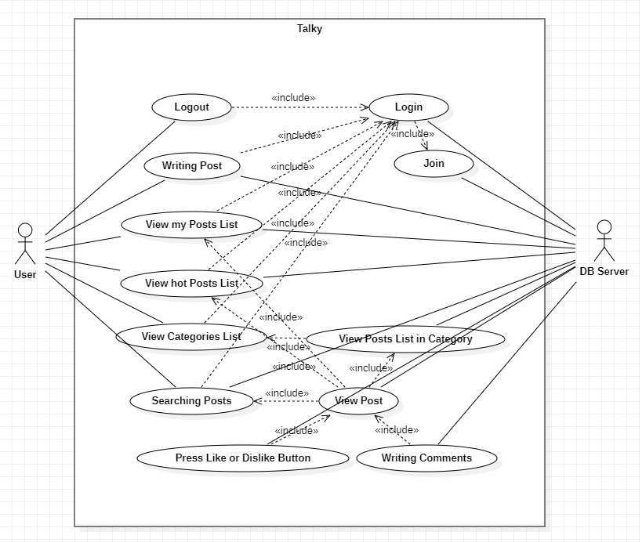 Talky
«include»
Logout
Login
«include»
«include»
Join
Writing Post
«include»
«include»
View my Posts List
«include»
«include»
User
DB Server
View hot Posts List
«include»
View Categories List
View Posts List in Category
«include»
«include»
«include»
Searching Posts
«include»
View Post
«include»
«include»
Press Like or Dislike Button
Writing Comments